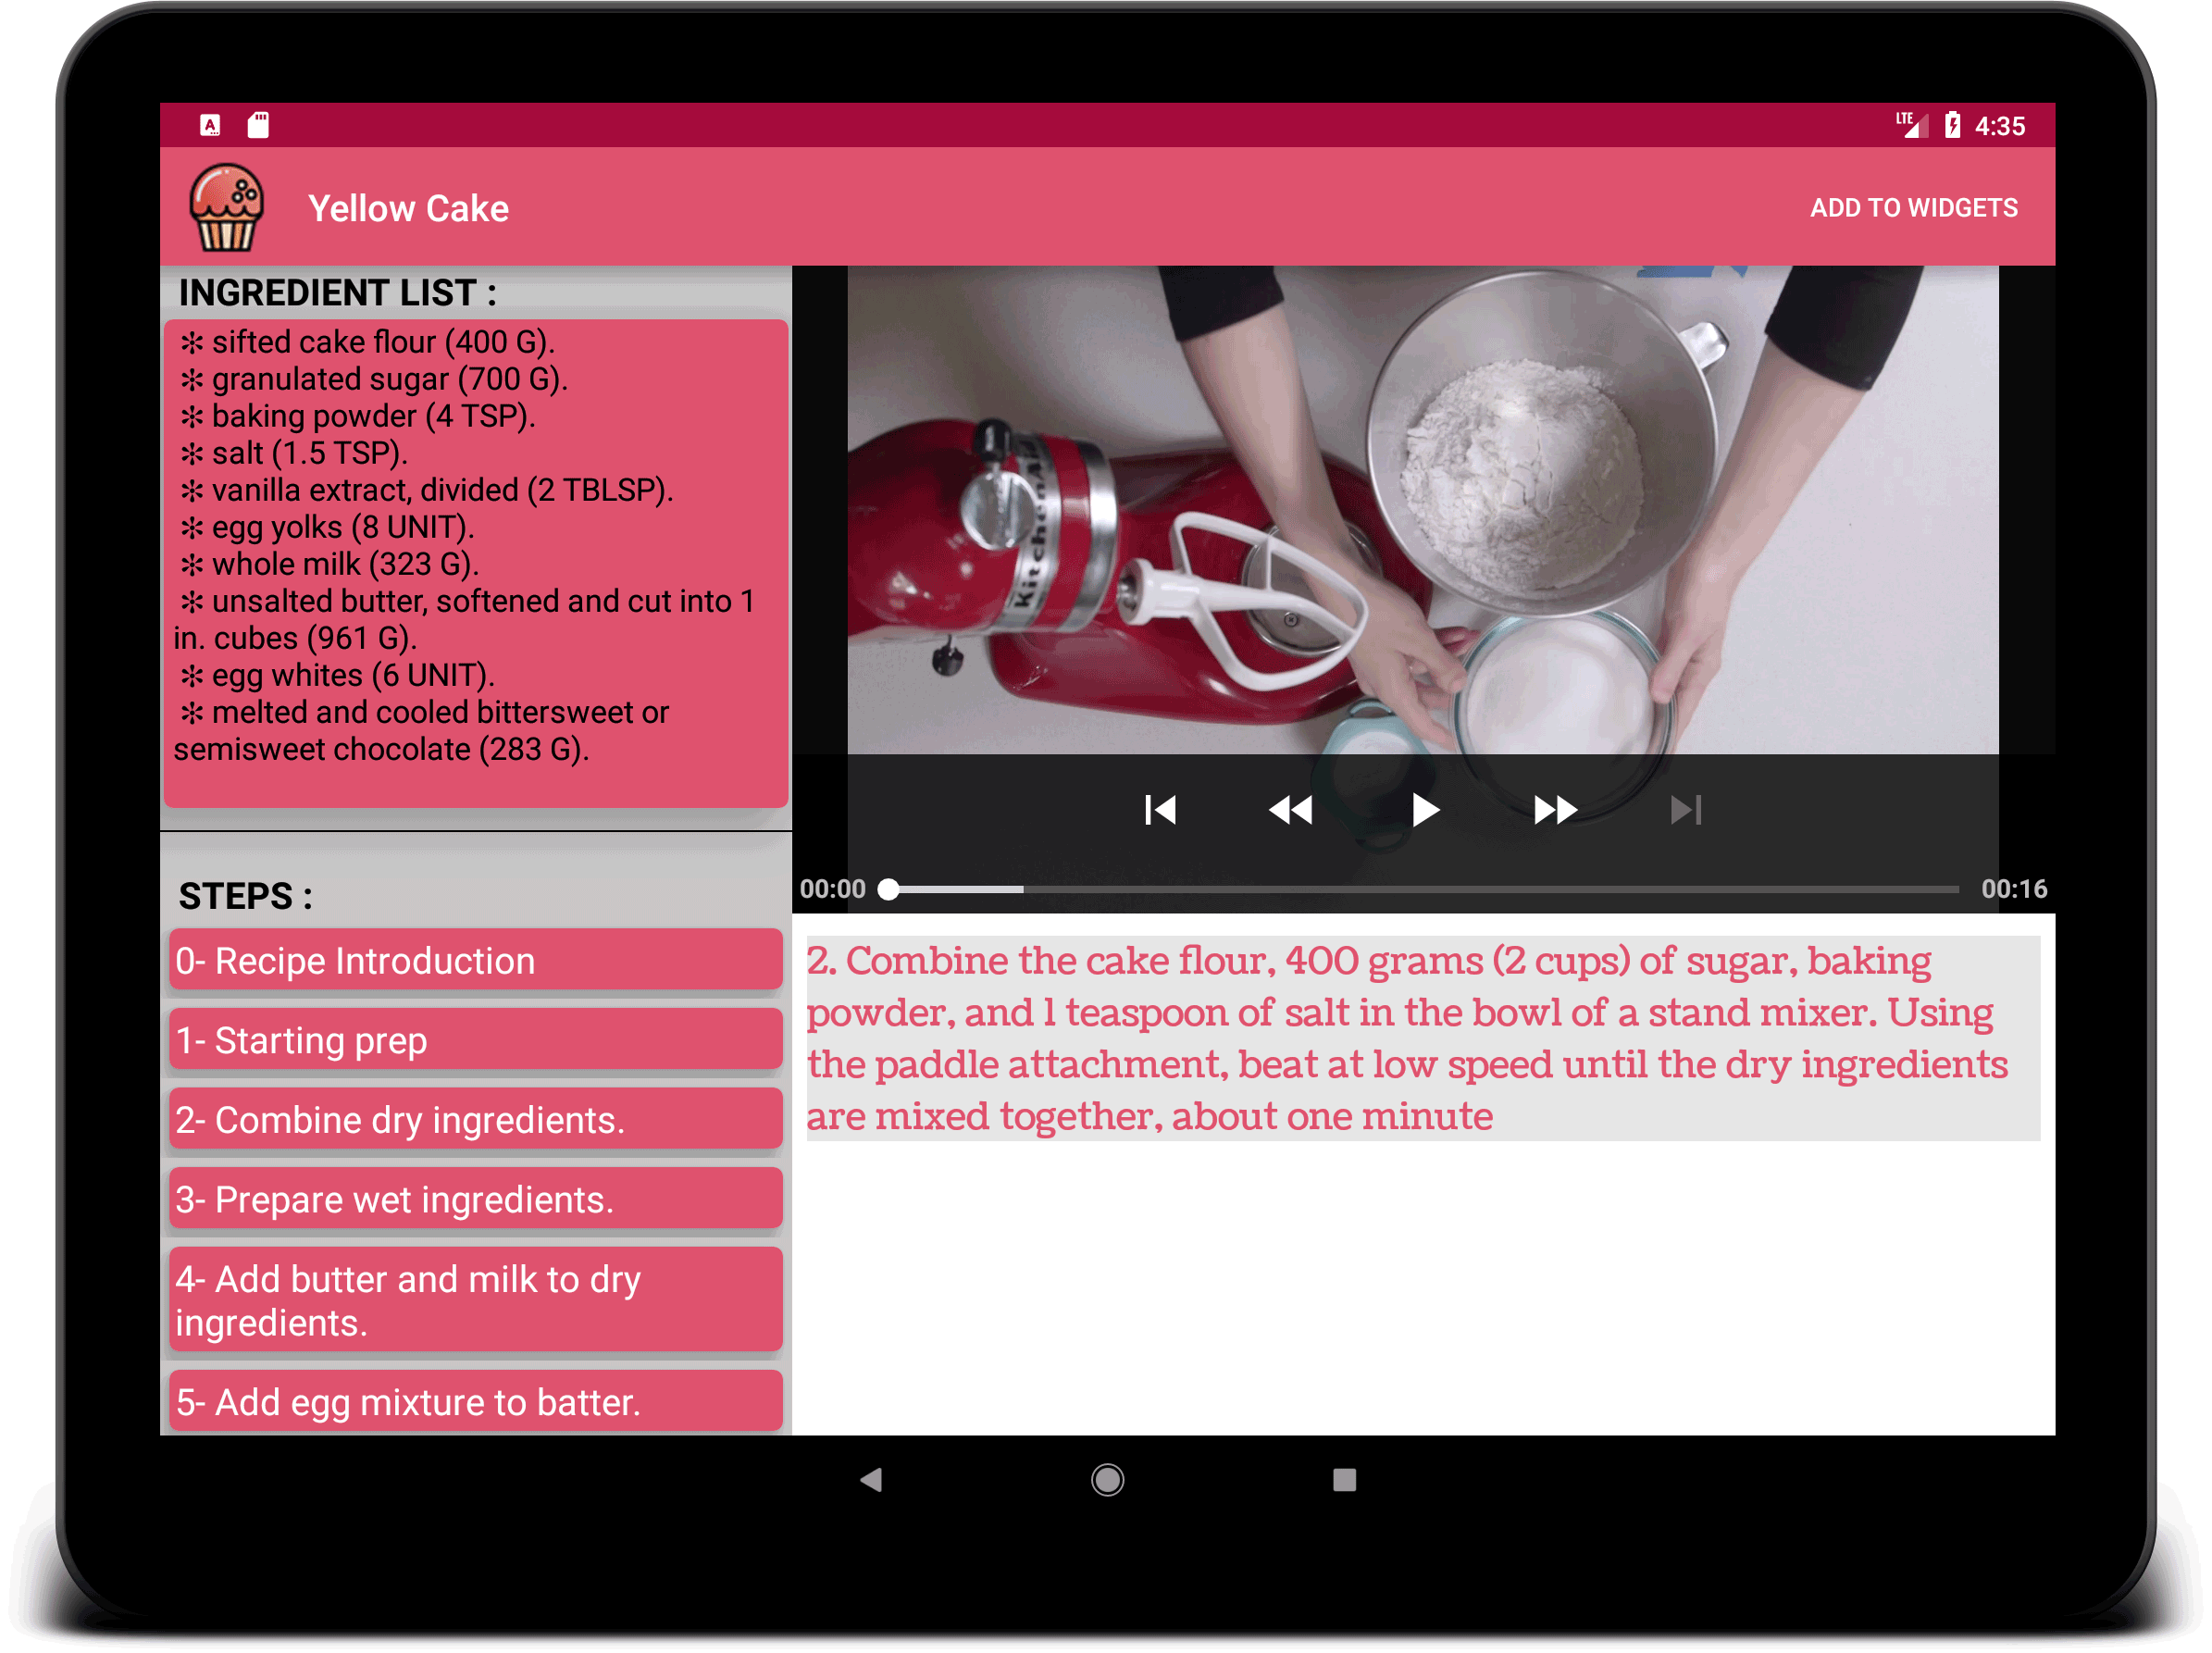 LTE 4:35
Yellow Cake
ADD TO WIDGETS
INGREDIENT LIST :
✻ sifted cake flour (400 G).
✻ granulated sugar (700 G).
✻ baking powder (4 TSP).
✻ salt (1.5 TSP).
✻ vanilla extract, divided (2 TBLSP).
✻ egg yolks (8 UNIT).
✻ whole milk (323 G).
✻ unsalted butter, softened and cut into 1
in. cubes (961 G).
✻ egg whites (6 UNIT).
✻ melted and cooled bittersweet or
semisweet chocolate (283 G).
STEPS :
0- Recipe Introduction
1- Starting prep
2- Combine dry ingredients.
3- Prepare wet ingredients.
4- Add butter and milk to dry
ingredients.
5- Add egg mixture to batter.
KitchenAid
00:00
00:16
2. Combine the cake flour, 400 grams (2 cups) of sugar, baking
powder, and 1 teaspoon of salt in the bowl of a stand mixer. Using
the paddle attachment, beat at low speed until the dry ingredients
are mixed together, about one minute